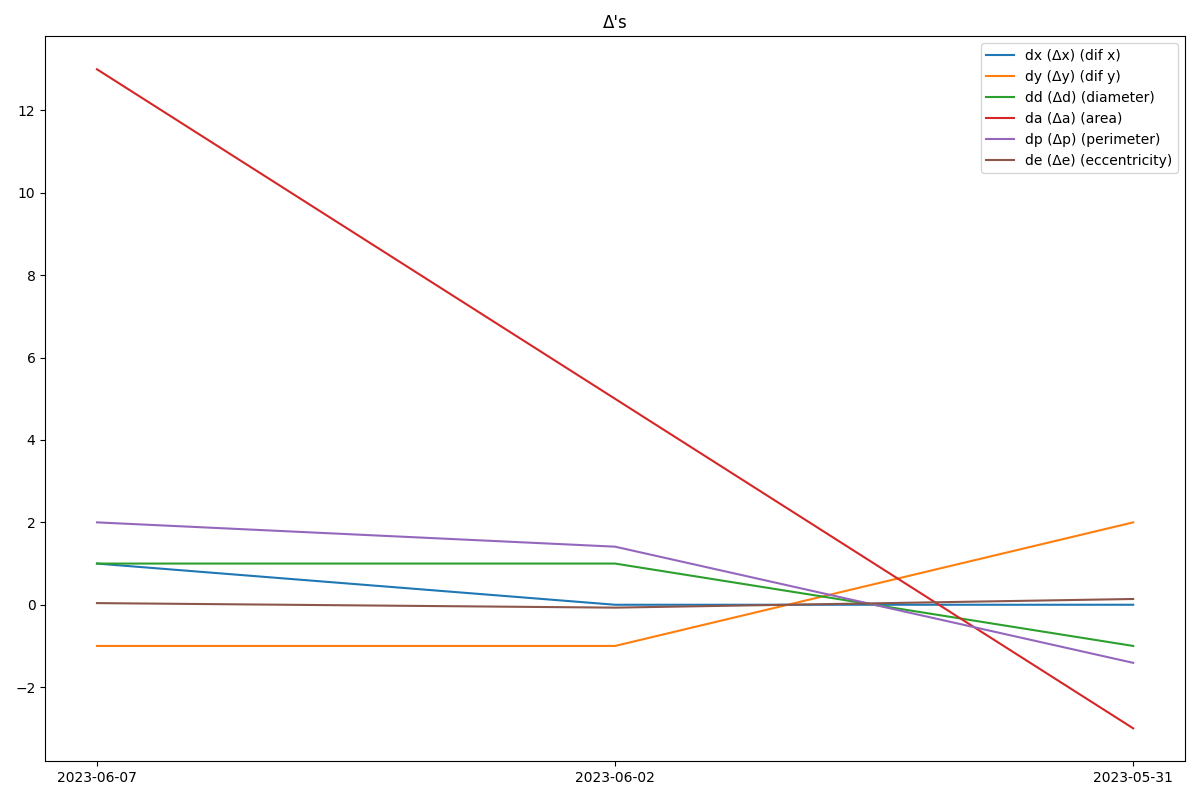 Δ's
dx (Δx) (dif x)
dy (Δy) (dif y)
dd (Δd) (diameter)
da (Δa) (area)
dp (Δp) (perimeter)
de (Δe) (eccentricity)
12
10
8
6
4
2
0
−2
2023-06-07
2023-06-02
2023-05-31